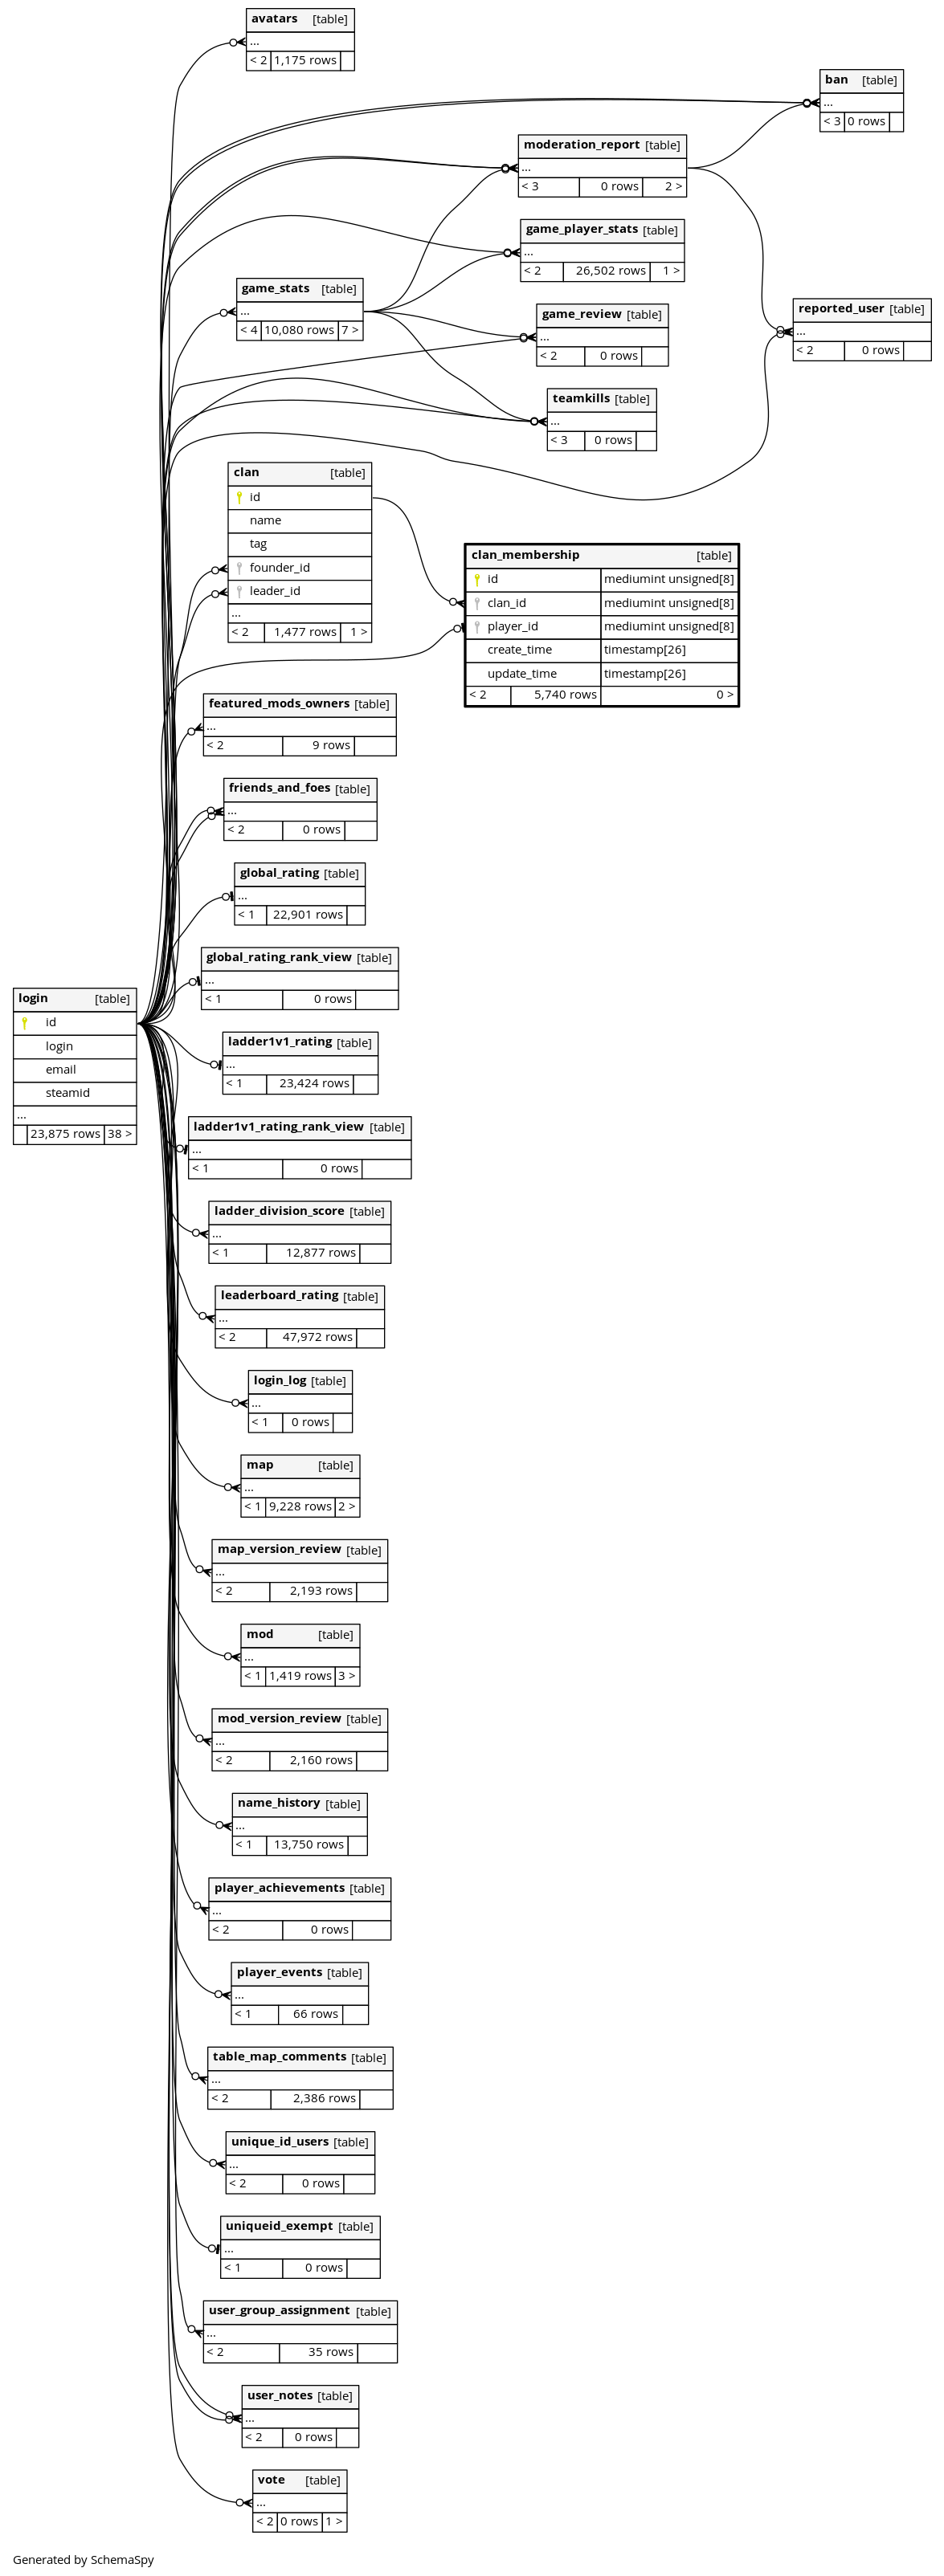 avatars [table]
...
< 2 1,175 rows
ban [table]
...
< 3 0 rows
moderation_report [table]
...
< 3 0 rows 2 >
game_player_stats [table]
...
< 2 26,502 rows 1 >
game_stats [table]
...
< 4 10,080 rows 7 >
game_review [table]
...
< 2 0 rows
reported_user [table]
...
< 2 0 rows
teamkills [table]
...
< 3 0 rows
clan [table]
id
name
tag
founder_id
leader_id
...
< 2 1,477 rows 1 >
clan_membership [table]
id mediumint unsigned[8]
clan_id mediumint unsigned[8]
player_id mediumint unsigned[8]
create_time timestamp[26]
update_time timestamp[26]
< 2 5,740 rows 0 >
featured_mods_owners [table]
...
< 2 9 rows
friends_and_foes [table]
...
< 2 0 rows
global_rating [table]
...
< 1 22,901 rows
global_rating_rank_view [table]
...
< 1 0 rows
login [table]
id
login
email
steamid
...
23,875 rows 38 >
ladder1v1_rating [table]
...
< 1 23,424 rows
ladder1v1_rating_rank_view [table]
...
< 1 0 rows
ladder_division_score [table]
...
< 1 12,877 rows
leaderboard_rating [table]
...
< 2 47,972 rows
login_log [table]
...
< 1 0 rows
map [table]
...
< 1 9,228 rows 2 >
map_version_review [table]
...
< 2 2,193 rows
mod [table]
...
< 1 1,419 rows 3 >
mod_version_review [table]
...
< 2 2,160 rows
name_history [table]
...
< 1 13,750 rows
player_achievements [table]
...
< 2 0 rows
player_events [table]
...
< 1 66 rows
table_map_comments [table]
...
< 2 2,386 rows
unique_id_users [table]
...
< 2 0 rows
uniqueid_exempt [table]
...
< 1 0 rows
user_group_assignment [table]
...
< 2 35 rows
user_notes [table]
...
< 2 0 rows
vote [table]
...
< 2 0 rows 1 >
Generated by SchemaSpy